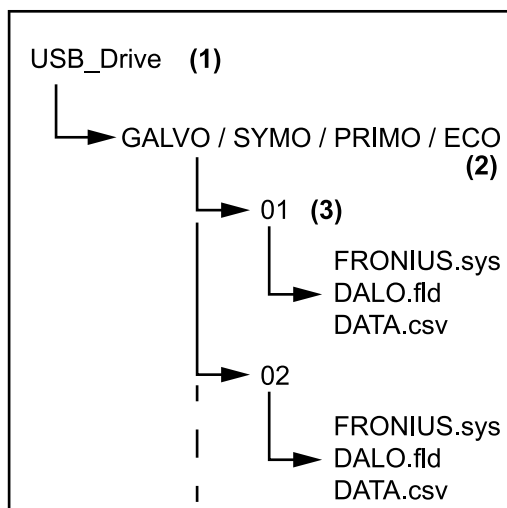 USB_Drive (1)
GALVO / SYMO / PRIMO / ECO
(2)
01 (3)
FRONIUS.sys
DALO.fld
DATA.csv
02
FRONIUS.sys
DALO.fld
DATA.csv